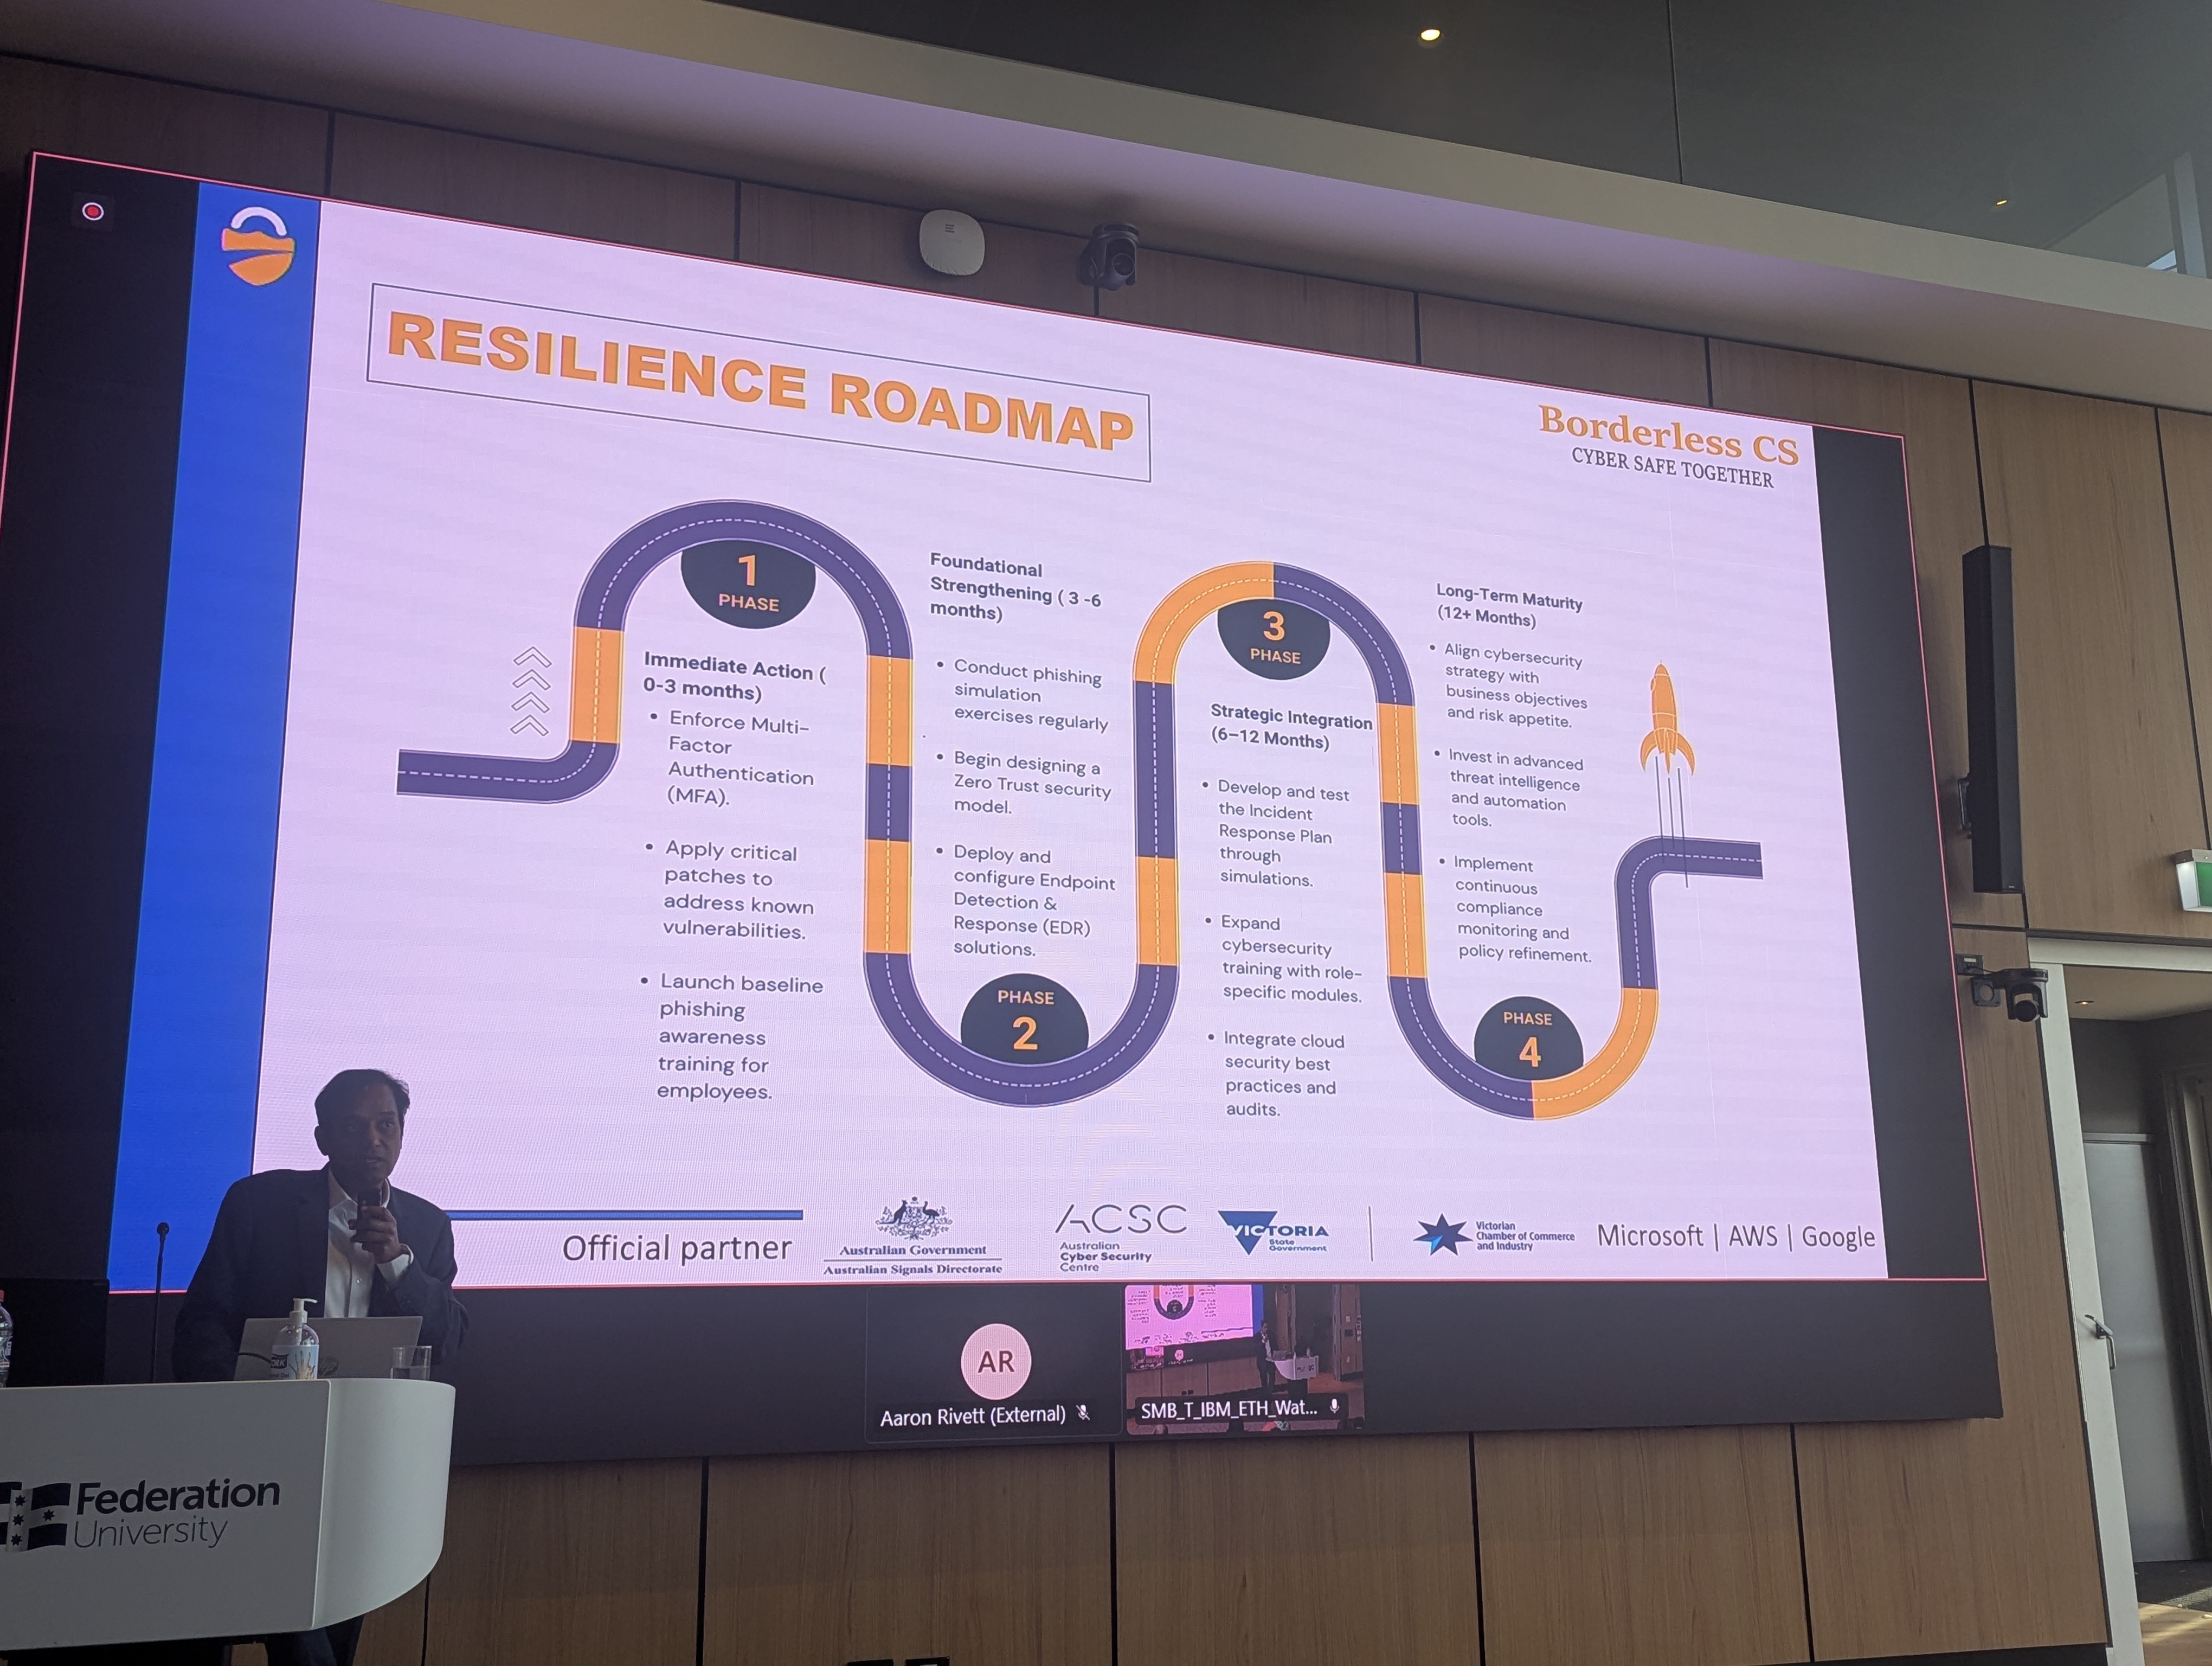 RESILIENCE ROADMAP
Borderless CS
CYBER SAFE TOGETHER
1
PHASE
Immediate Action (
0-3 months)
• Enforce Multi-
Factor
Authentication
(MFA).
• Apply critical
patches to
address known
vulnerabilities.
• Launch baseline
phishing
awareness
training for
employees.
Foundational
Strengthening ( 3 -6
months)
• Conduct phishing
simulation
exercises regularly
• Begin designing a
Zero Trust security
model.
• Deploy and
configure Endpoint
Detection &
Response (EDR)
solutions.
PHASE
2
3
PHASE
Strategic Integration
(6–12 Months)
• Develop and test
the Incident
Response Plan
through
simulations.
• Expand
cybersecurity
training with role-
specific modules.
• Integrate cloud
security best
practices and
audits.
Long-Term Maturity
(12+ Months)
• Align cybersecurity
strategy with
business objectives
and risk appetite.
• Invest in advanced
threat intelligence
and automation
tools.
• Implement
continuous
compliance
monitoring and
policy refinement.
PHASE
4
Official partner
Australian Government
Australian Signals Directorate
ACSC
Australian
Cyber Security
Centre
VICTORIA
State
Government
Victorian
Chamber of Commerce
and Industry
Microsoft | AWS | Google
AR
Aaron Rivett (External)
SMB_T_IBM_ETH_Wat...
Federation
University